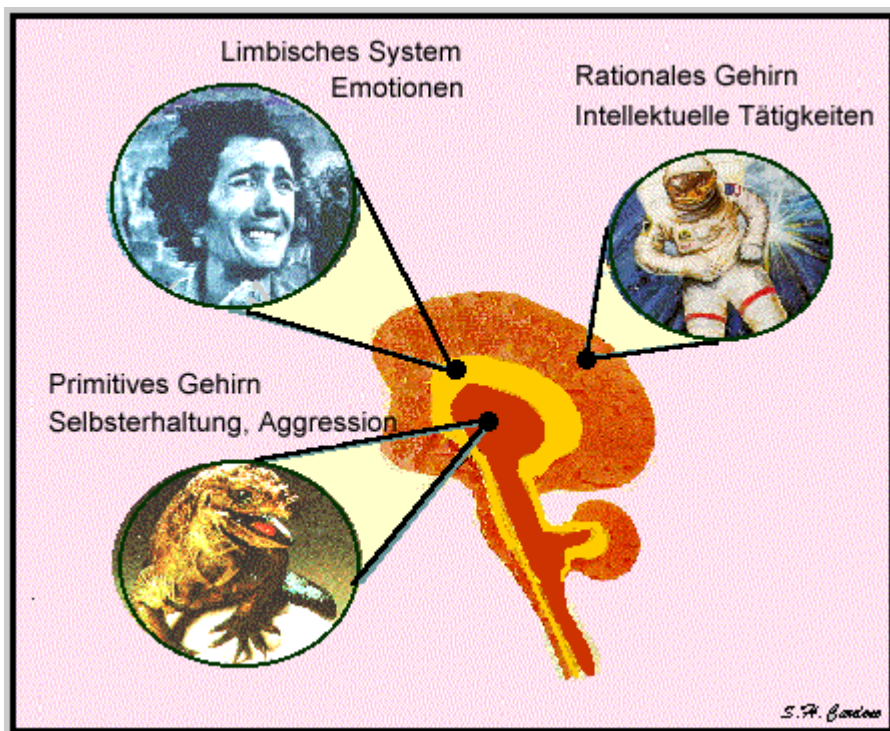 Limbisches System
Emotionen
Rationales Gehirn
Intellektuelle Tätigkeiten
Primitives Gehirn
Selbsterhaltung, Aggression
S.H. Cardoso